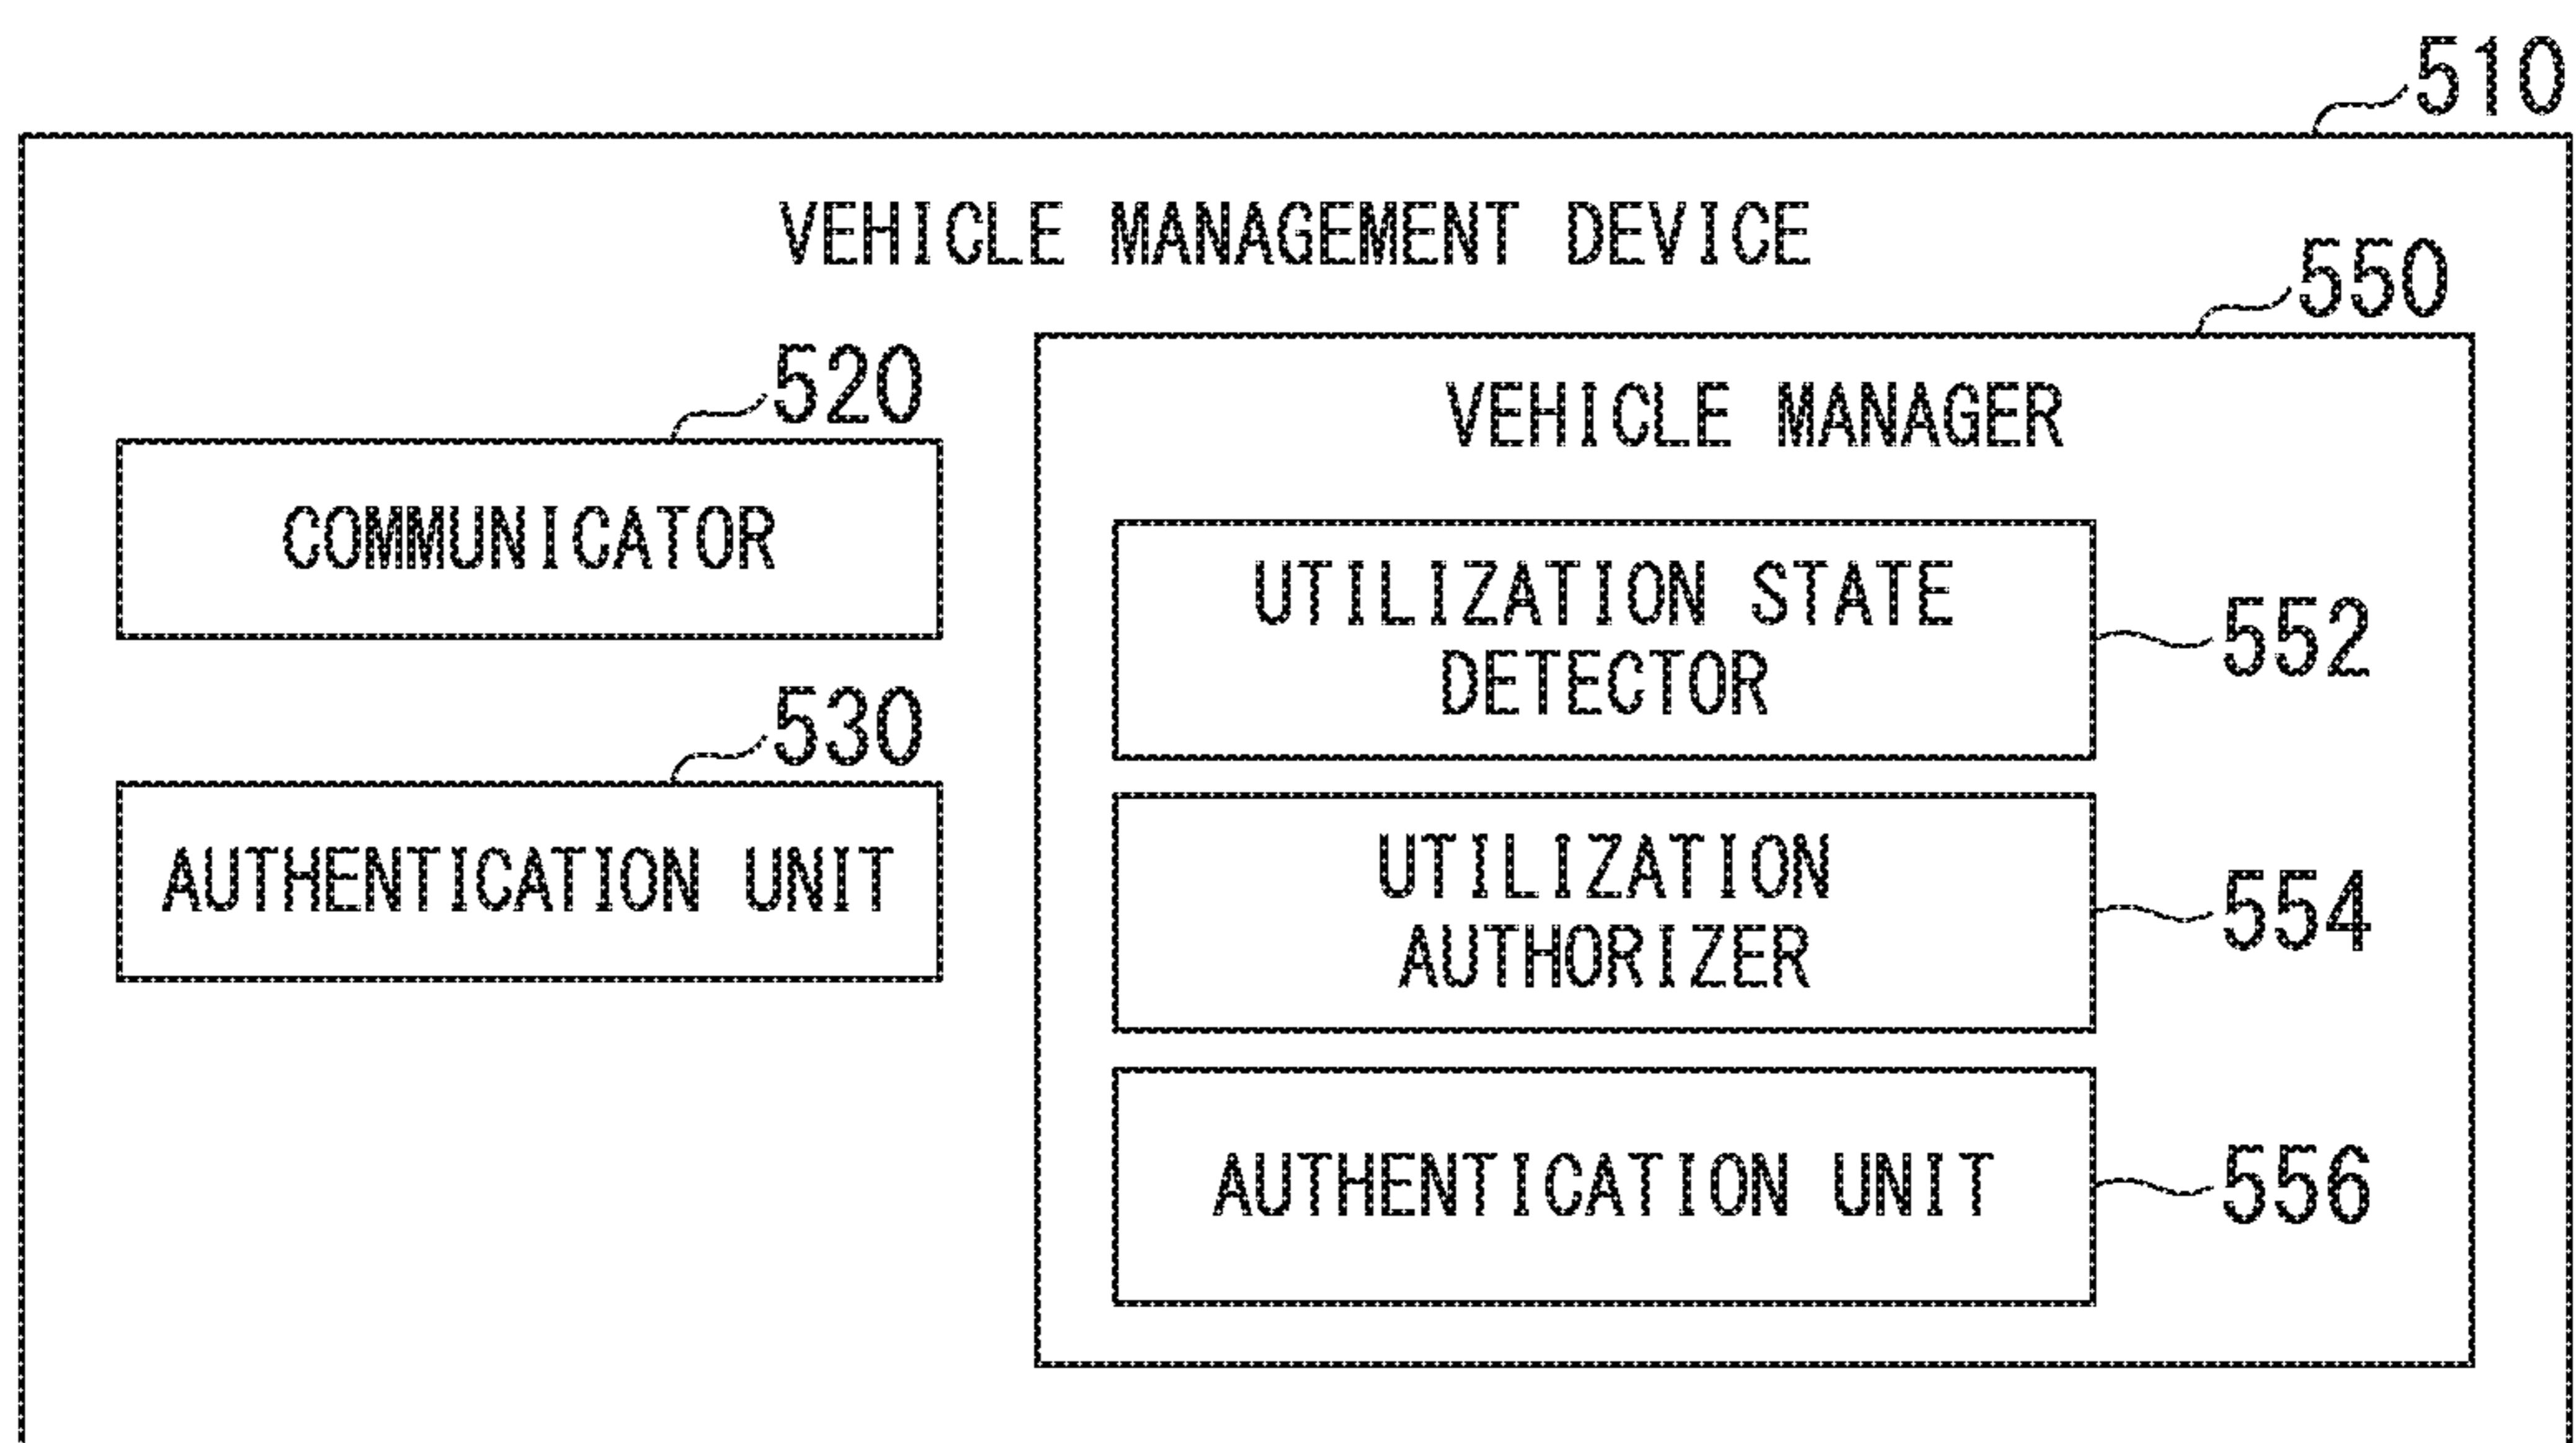 510
VEHICLE MANAGEMENT DEVICE
550
520
VEHICLE MANAGER
COMMUNICATOR
UTILIZATION STATE
DETECTOR
552
530
AUTHENTICATION UNIT
UTILIZATION
AUTHORIZER
554
AUTHENTICATION UNIT
556